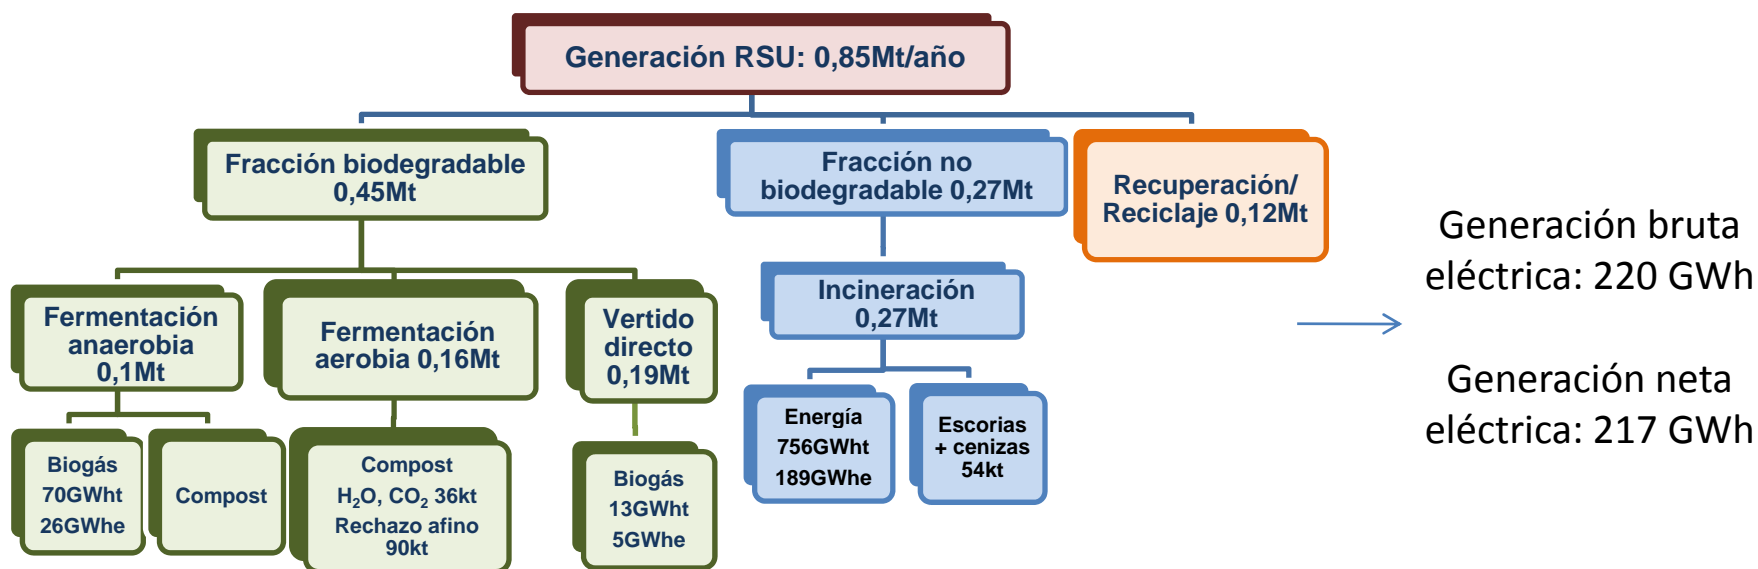 Generación RSU: 0,85Mt/año
Fracción biodegradable
0,45Mt
Fracción no
biodegradable 0,27Mt
Recuperación/
Reciclaje 0,12Mt
Fermentación
anaerobia
0,1Mt
Fermentación
aerobia 0,16Mt
Vertido
directo
0,19Mt
Incineración
0,27Mt
Biogás
70GWht
26GWhe
Compost
Compost
H₂O, CO₂ 36kt
Rechazo afino
90kt
Biogás
13GWht
5GWhe
Energía
756GWht
189GWhe
Escorias
+ cenizas
54kt
Generación bruta
eléctrica: 220 GWh
Generación neta
eléctrica: 217 GWh